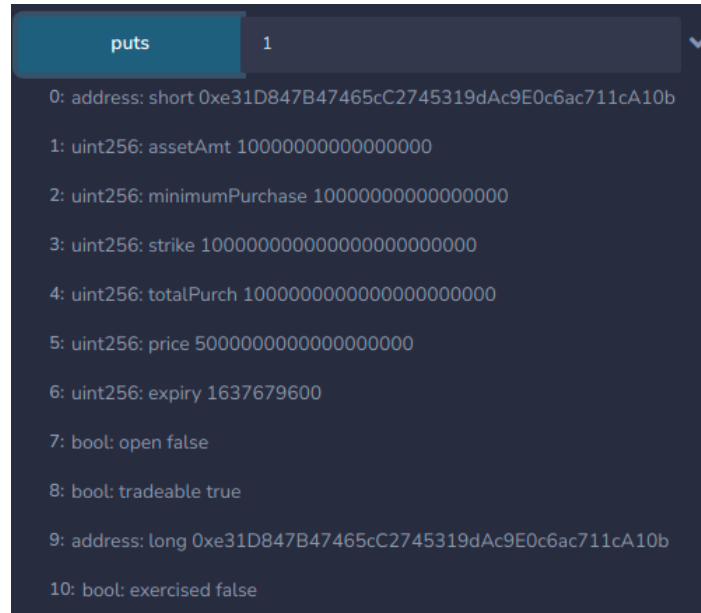 puts 1
0: address: short 0xe31D847B47465cC2745319dAc9E0c6ac711cA10b
1: uint256: assetAmt 10000000000000000
2: uint256: minimumPurchase 10000000000000000
3: uint256: strike 100000000000000000000000
4: uint256: totalPurch 1000000000000000000000
5: uint256: price 5000000000000000000
6: uint256: expiry 1637679600
7: bool: open false
8: bool: tradeable true
9: address: long 0xe31D847B47465cC2745319dAc9E0c6ac711cA10b
10: bool: exercised false